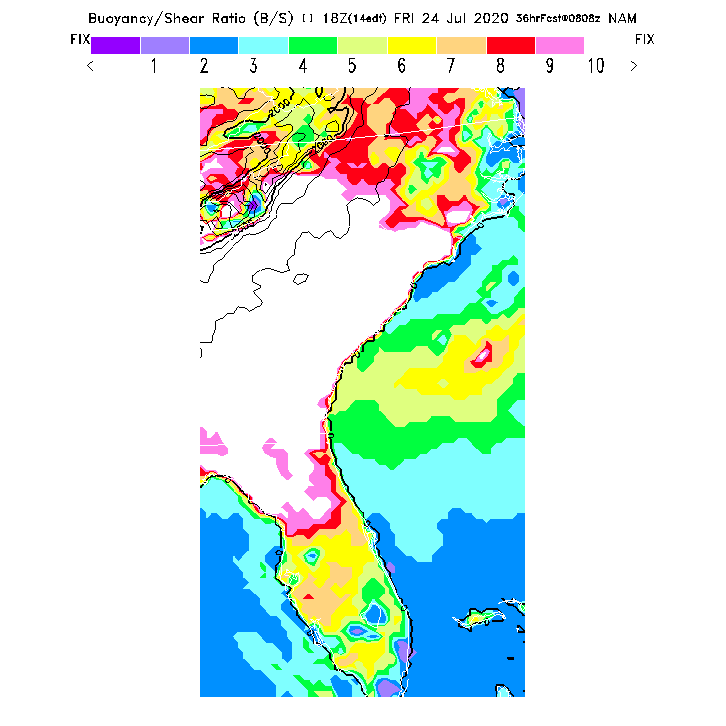 Buoyancy/Shear Ratio (B/S) [] 18Z(14edt) FRI 24 Jul 2020 36hrFcst@0808z NAM
FIX FIX
< 1 2 3 4 5 6 7 8 9 10 >
2000